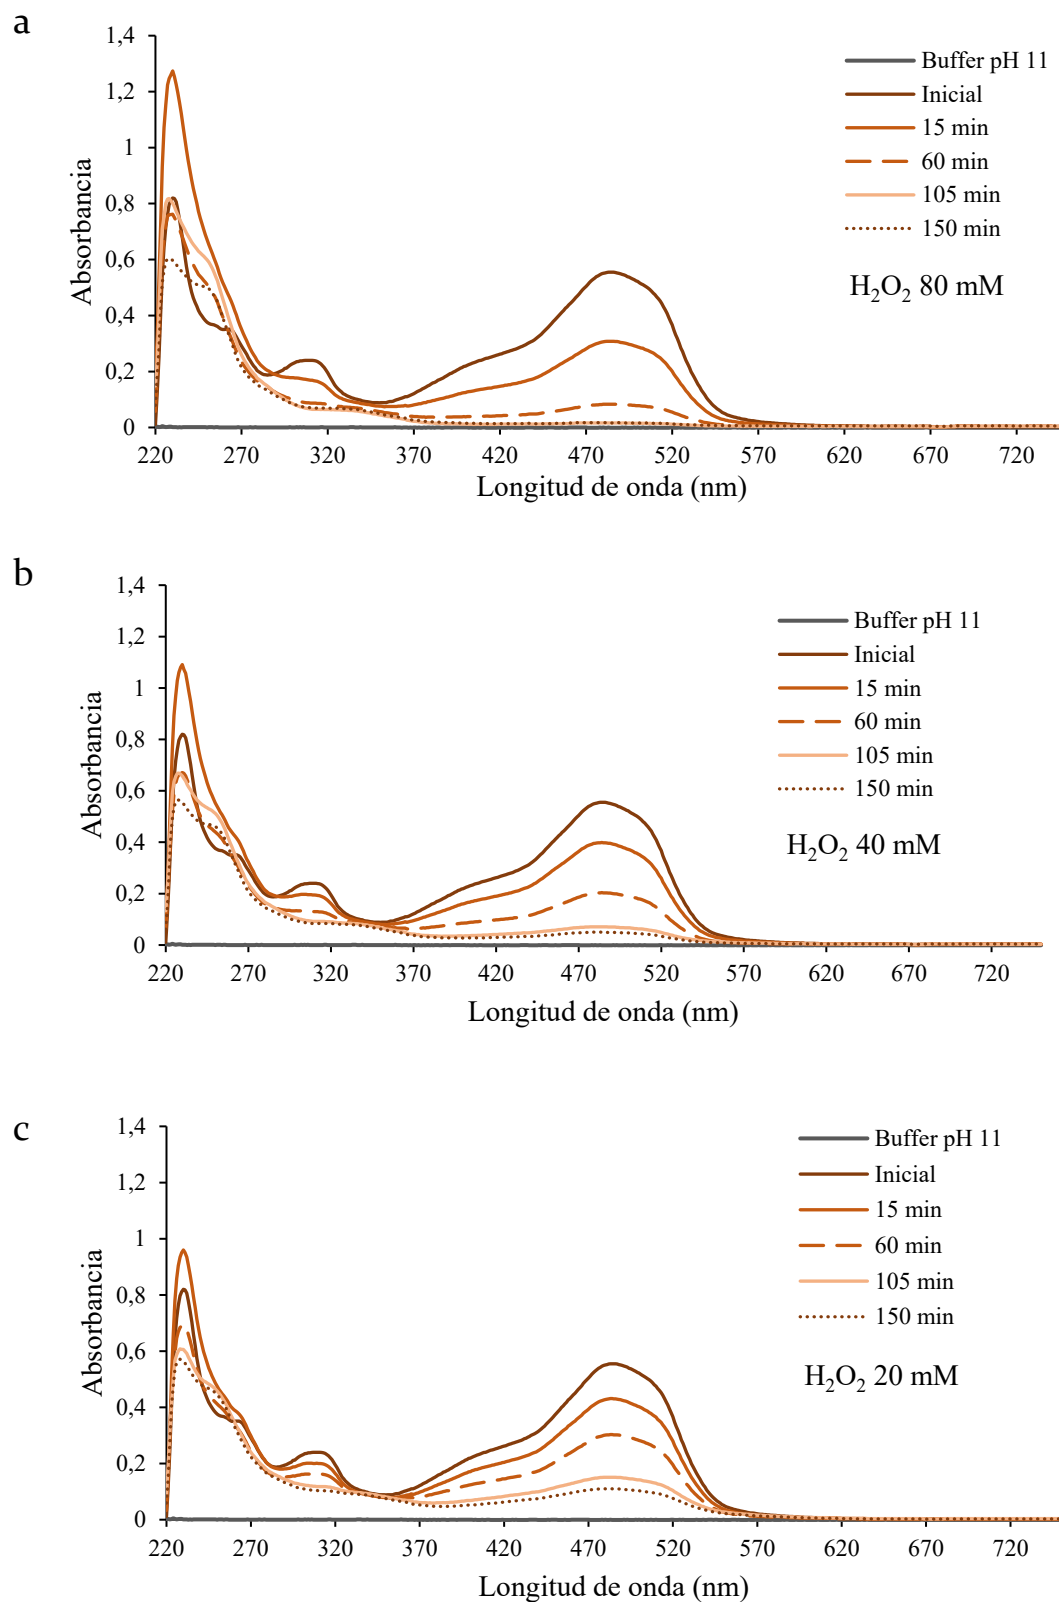 a
1,4
1,2
1
0,8
0,6
0,4
0,2
0
Absorbancia
220 270 320 370 420 470 520 570 620 670 720
Longitud de onda (nm)
Buffer pH 11
Inicial
15 min
60 min
105 min
150 min
H₂O₂ 80 mM
b
1,4
1,2
1
0,8
0,6
0,4
0,2
0
Absorbancia
220 270 320 370 420 470 520 570 620 670 720
Longitud de onda (nm)
Buffer pH 11
Inicial
15 min
60 min
105 min
150 min
H₂O₂ 40 mM
c
1,4
1,2
1
0,8
0,6
0,4
0,2
0
Absorbancia
220 270 320 370 420 470 520 570 620 670 720
Longitud de onda (nm)
Buffer pH 11
Inicial
15 min
60 min
105 min
150 min
H₂O₂ 20 mM